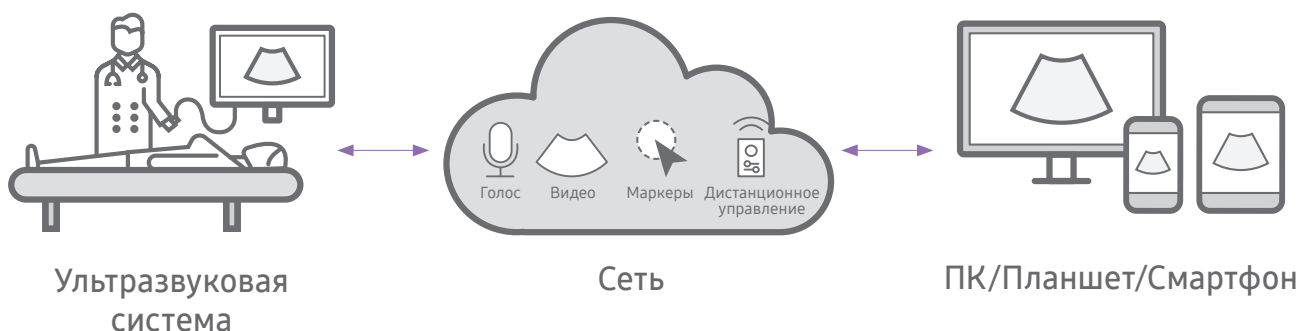 Голос
Видео
Маркеры
Дистанционное
управление
Ультразвуковая
система
Сеть
ПК/Планшет/Смартфон